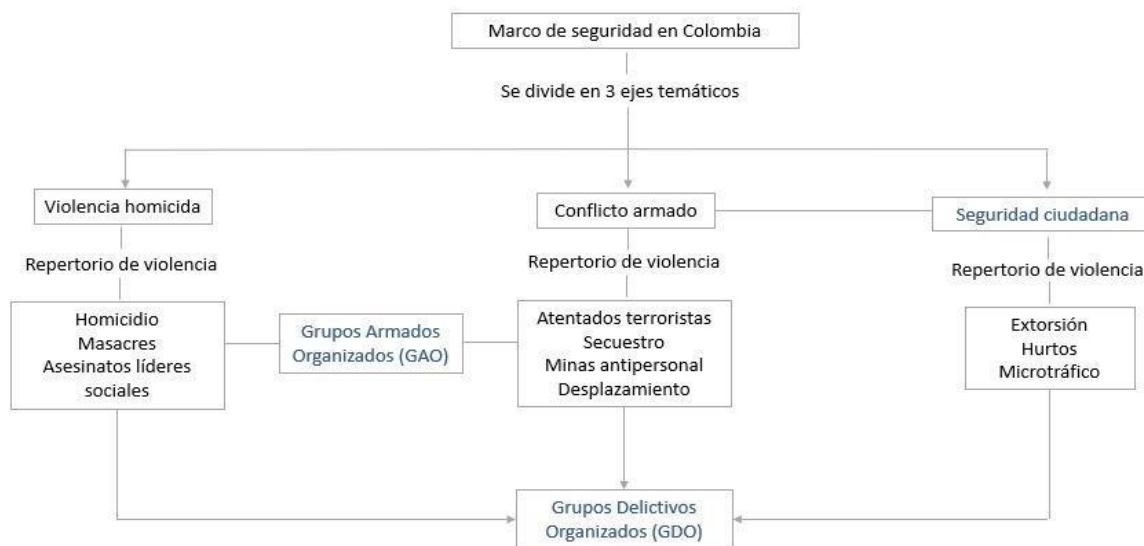 Marco de seguridad en Colombia
Se divide en 3 ejes temáticos
Violencia homicida
Conflicto armado
Seguridad ciudadana
Repertorio de violencia
Repertorio de violencia
Repertorio de violencia
Homicidio
Masacres
Asesinatos líderes
sociales
Grupos Armados
Organizados (GAO)
Atentados terroristas
Secuestro
Minas antipersonal
Desplazamiento
Extorsión
Hurtos
Microtráfico
Grupos Delictivos
Organizados (GDO)